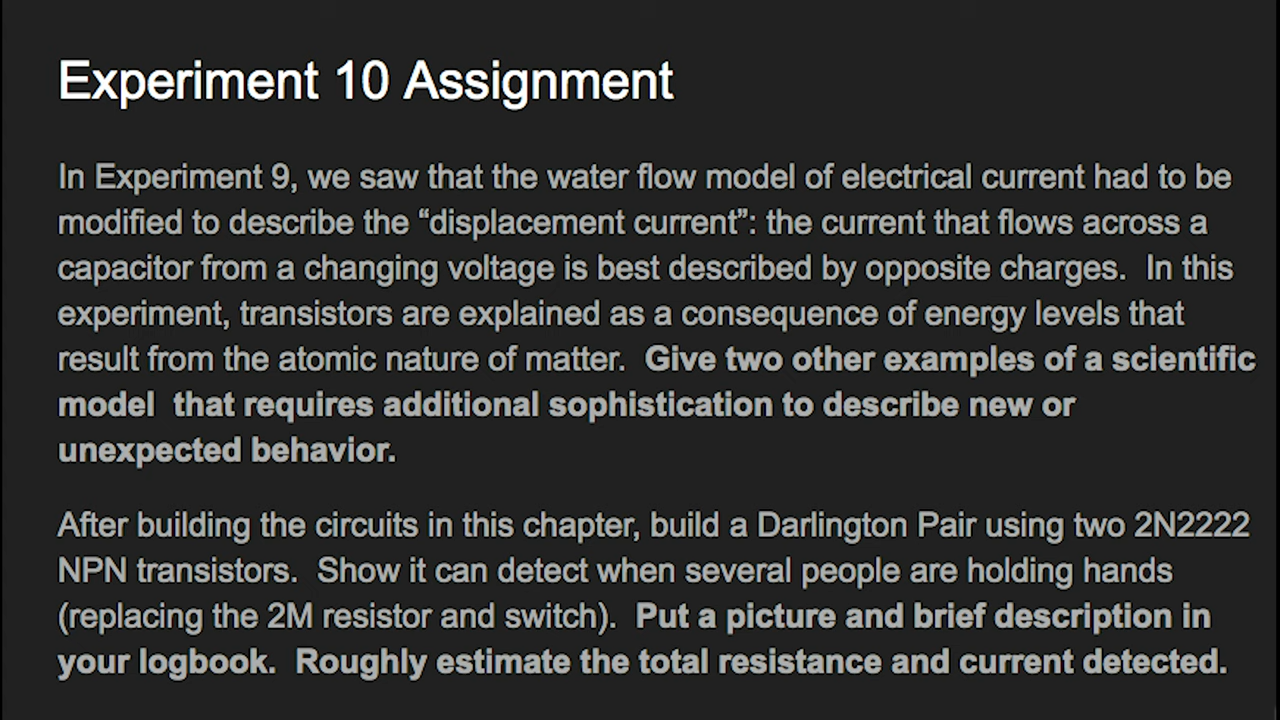 Experiment 10 Assignment
In Experiment 9, we saw that the water flow model of electrical current had to be
modified to describe the “displacement current”: the current that flows across a
capacitor from a changing voltage is best described by opposite charges.  In this
experiment, transistors are explained as a consequence of energy levels that
result from the atomic nature of matter.  Give two other examples of a scientific
model  that requires additional sophistication to describe new or
unexpected behavior.
After building the circuits in this chapter, build a Darlington Pair using two 2N2222
NPN transistors.  Show it can detect when several people are holding hands
(replacing the 2M resistor and switch).  Put a picture and brief description in
your logbook.  Roughly estimate the total resistance and current detected.